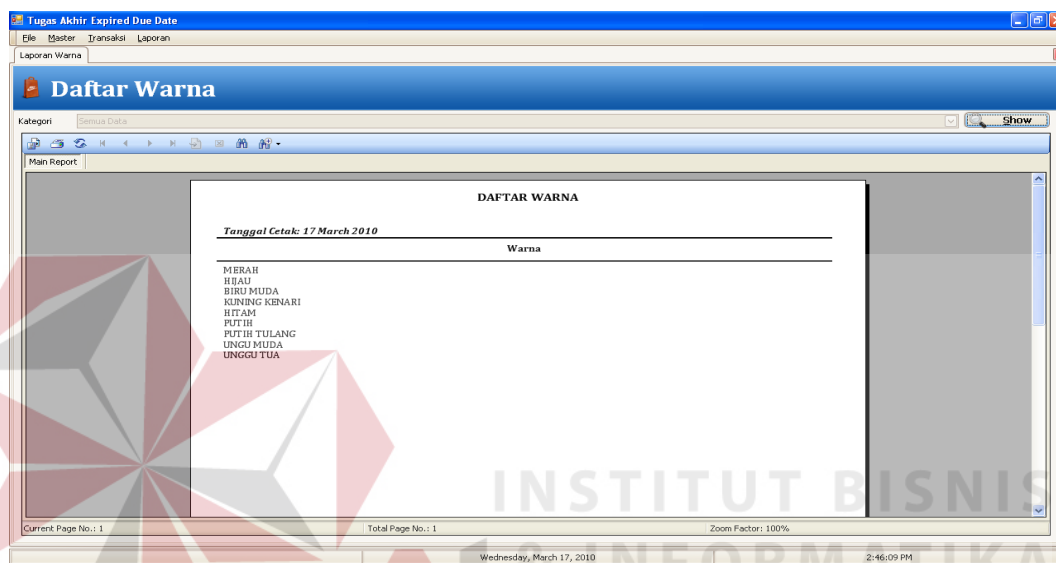 Tugas Akhir Expired Due Date
File Master Transaksi Laporan
Laporan Warna
Daftar Warna
Kategori Semua Data Show
Main Report
DAFTAR WARNA
Tanggal Cetak: 17 March 2010
Warna
MERAH
HIJAU
BIRU MUDA
KUNING KENARI
HITAM
PUTIH
PUTIH TULANG
UNGU MUDA
UNGGU TUA
INSTITUT BISNIS
Current Page No.: 1 Total Page No.: 1 Zoom Factor: 100%
& INFORMATIKA
Wednesday, March 17, 2010 2:46:09 PM